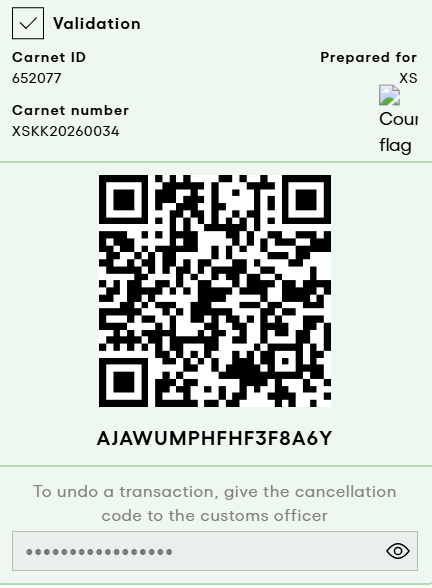 Validation
Carnet ID
Prepared for
652077
XS
Carnet number
Cour
XSKK20260034
flag
AJAWUMPHFHF3F8A6Y
To undo a transaction, give the cancellation
code to the customs officer
•••••••••••••••••